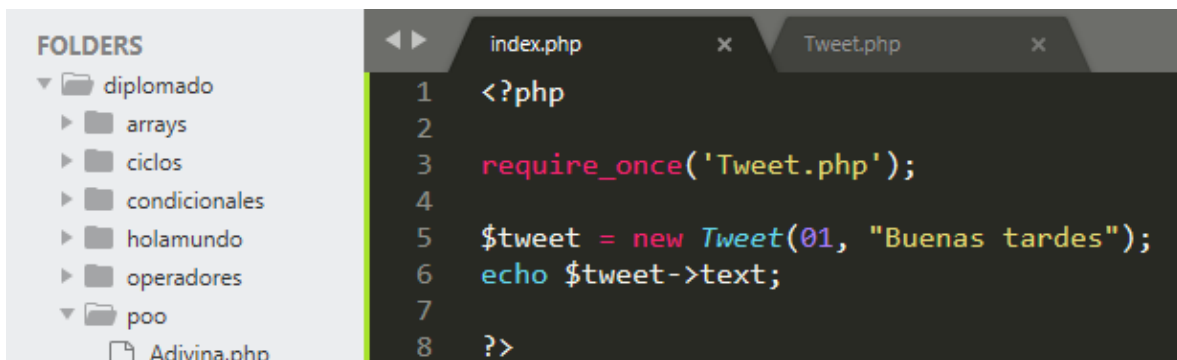 FOLDERS
diplomado
arrays
ciclos
condicionales
holamundo
operadores
poo
Adivina.php
index.php ×
Tweet.php ×
1 <?php
2
3 require_once('Tweet.php');
4
5 $tweet = new Tweet(01, "Buenas tardes");
6 echo $tweet->text;
7
8 ?>